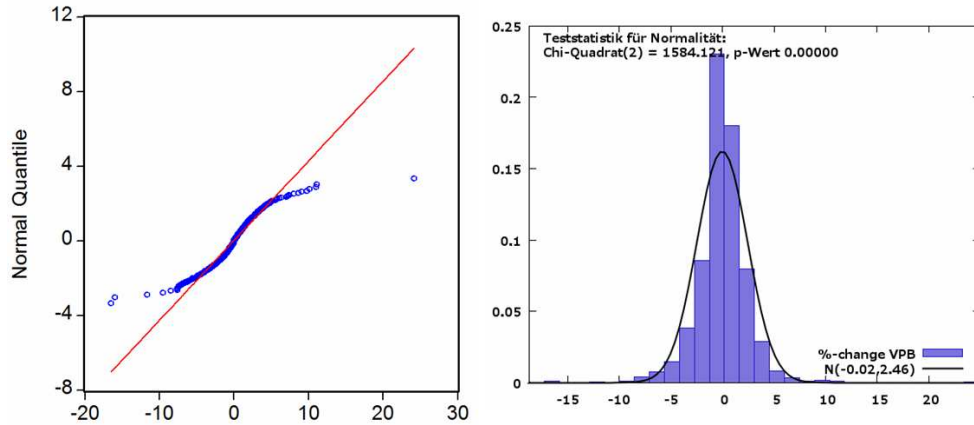 12
8
4
0
-4
-8
Normal Quantile
-20 -10 0 10 20 30
0.25
0.2
0.15
0.1
0.05
0
Teststatistik für Normalität:
Chi-Quadrat(2) = 1584.121, p-Wert 0.00000
%-change VPB
N(-0.02,2.46)
-15 -10 -5 0 5 10 15 20